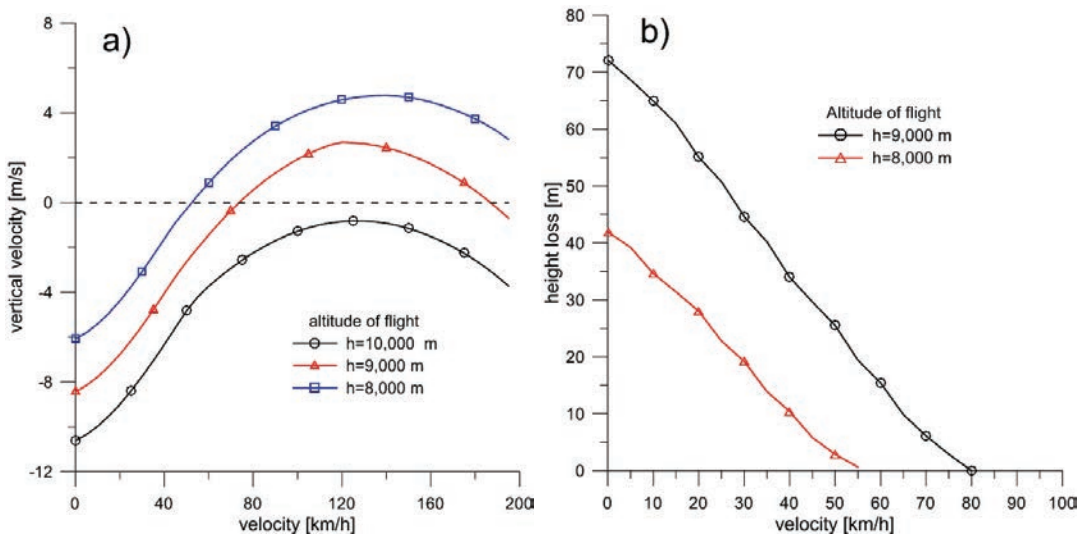 a)
8
4
0
-4
-8
-12
vertical velocity [m/s]
altitude of flight
h=10,000 m
h=9,000 m
h=8,000 m
0 40 80 120 160 200
velocity [km/h]
b)
80
70
60
50
40
30
20
10
0
height loss [m]
Altitude of flight
h=9,000 m
h=8,000 m
0 10 20 30 40 50 60 70 80 90 100
velocity [km/h]